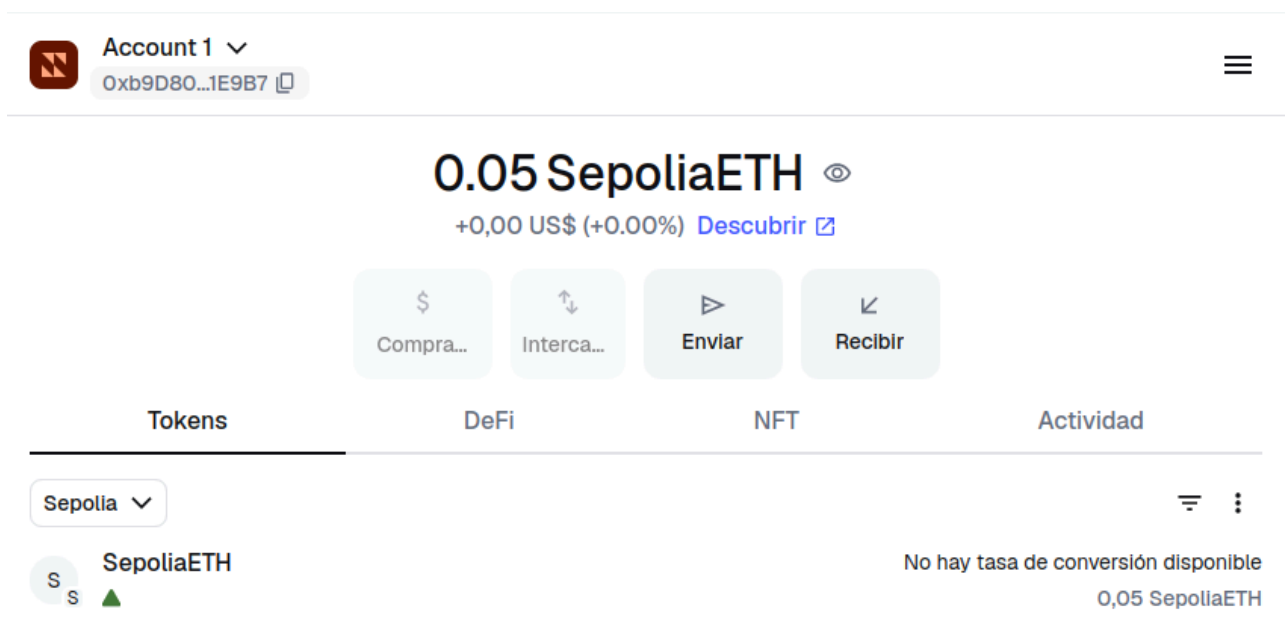 Account 1
0xb9D80...1E9B7
0.05 SepoliaETH
+0,00 US$ (+0.00%) Descubrir
$
Compra... Interca... Enviar Recibir
Tokens DeFi NFT Actividad
Sepolia
SepoliaETH No hay tasa de conversión disponible
S
S
0,05 SepoliaETH